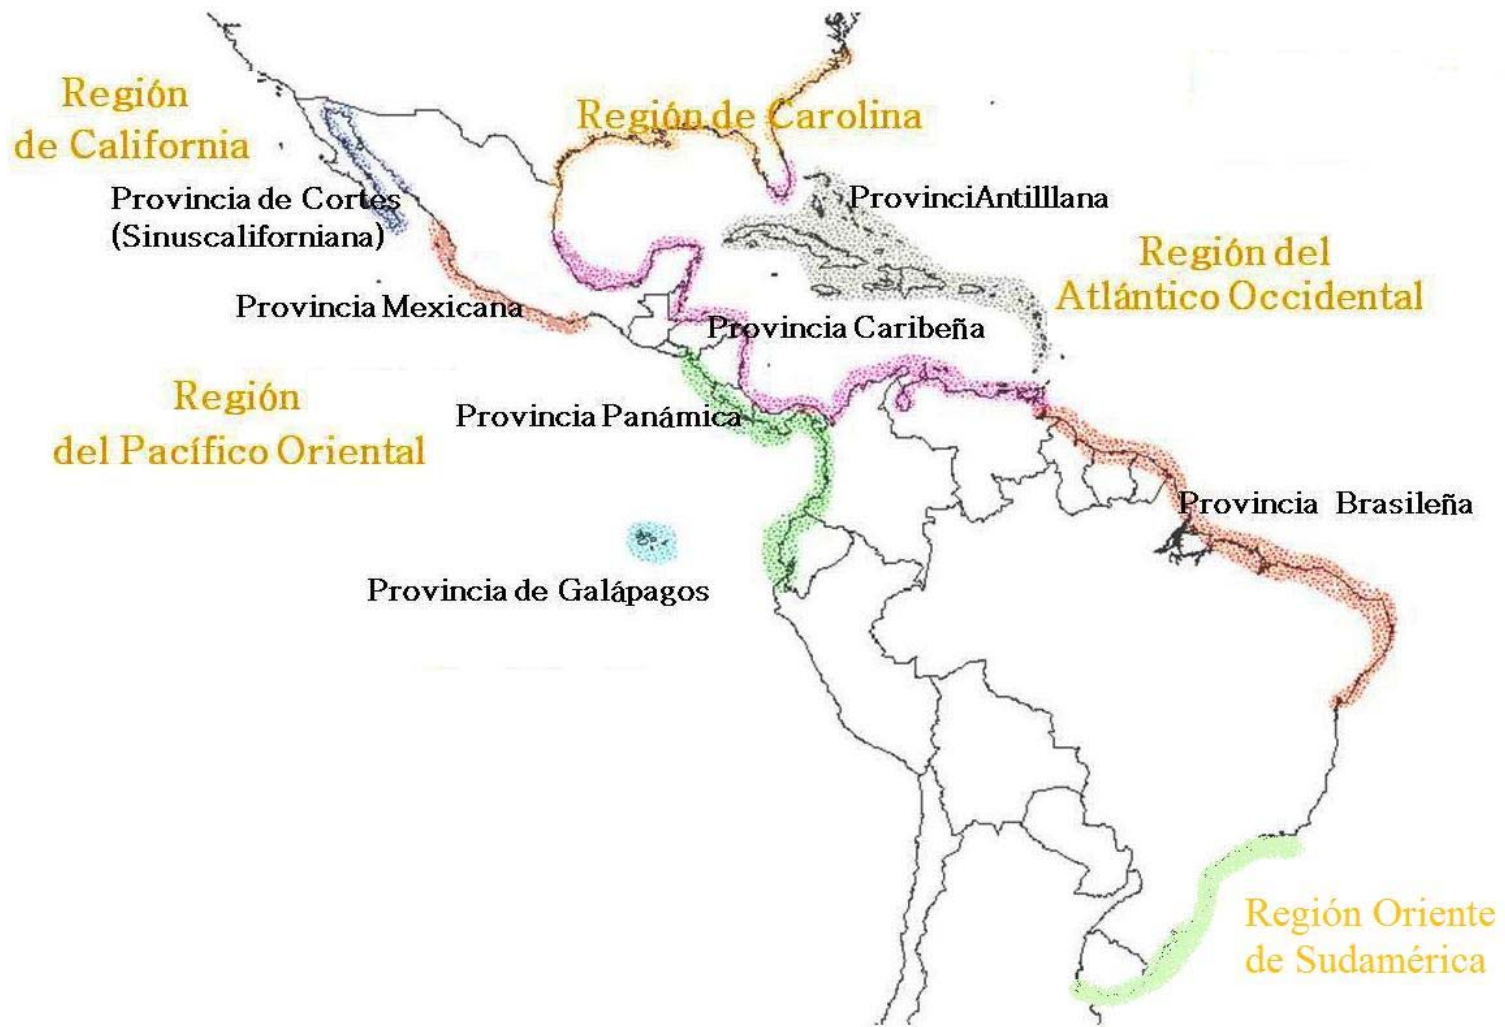 Región
de California
Región de Carolina
Provincia de Cortes
(Sinuscaliforniana)
ProvinciAntilllana
Región del
Atlántico Occidental
Provincia Mexicana
Provincia Caribeña
Región
del Pacífico Oriental
Provincia Panámica
Provincia Brasileña
Provincia de Galápagos
Región Oriente
de Sudamérica